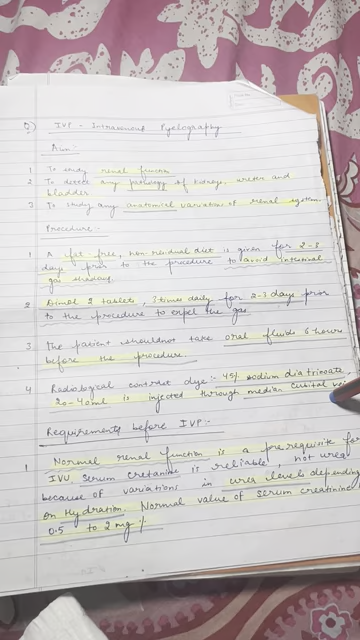 IVP - Intravenous Pyelography
Aim :-
1 To study renal function
2 To detect any pathology of kidneys, ureter and
bladder
3 To study any anatomical variation of renal system.
Procedure :-
1 A fat-free, non-residual diet is given for 2-3
days prior to the procedure to avoid intestinal
gas shadow.
2 Dimol 2 tablets, 3 times daily for 2-3 days prior
to the procedure to expel the gas
3 The patient should not take oral fluids 6 hours
before the procedure.
4 Radiological contrast dye :- 45% sodium diatrizoate
20-40ml is injected through median cubital
Requirements before IVP :-
1 Normal renal function is a prerequisite for
IVU. Serum cretanine is reliable, not urea
because of variations in urea levels depending
on Hydration. Normal value of serum creatinine
0.5 to 2 mg %